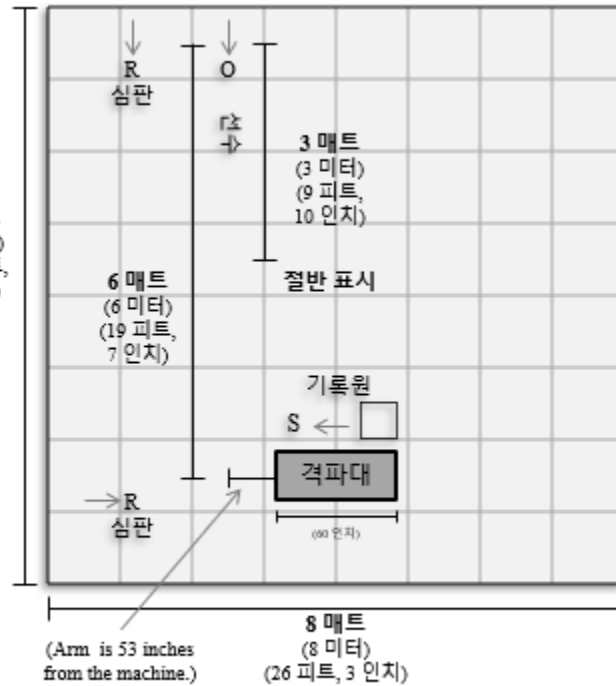 R
심판
O
선수
3 매트
(3 미터)
(9 피트,
10 인치)
6 매트
(6 미터)
(19 피트,
7 인치)
절반 표시
기록원
S
격파대
R
심판
(60 인치)
(Arm is 53 inches
from the machine.)
8 매트
(8 미터)
(26 피트, 3 인치)